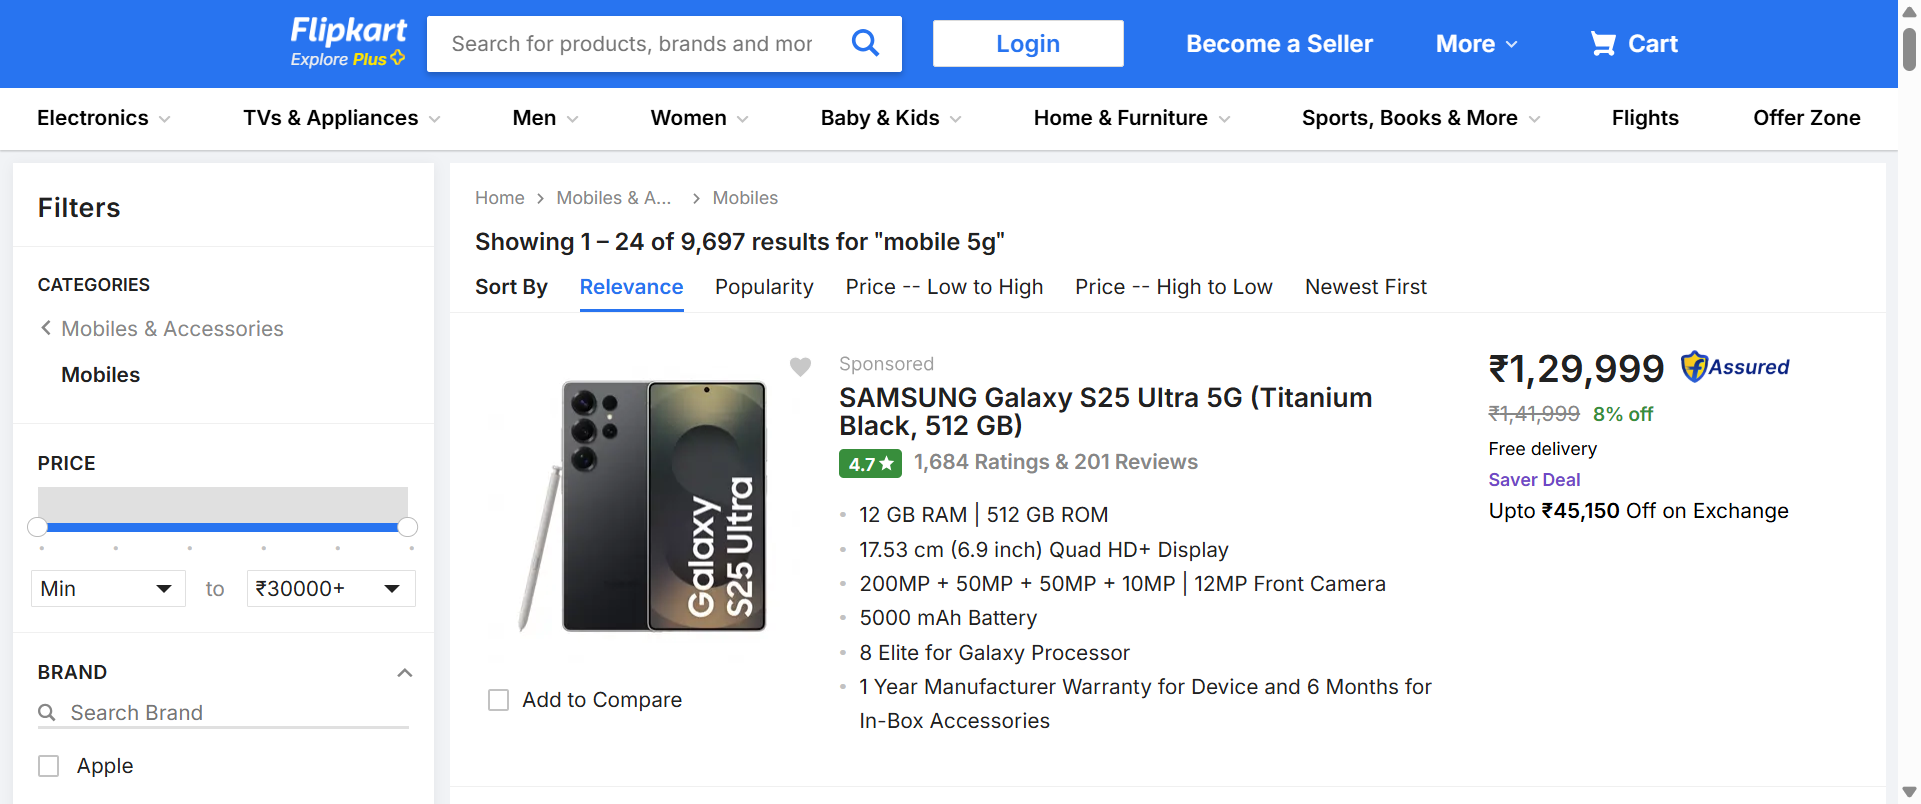 Flipkart
Explore Plus
Search for products, brands and mor
Login
Become a Seller
More
Cart
Electronics
TVs & Appliances
Men
Women
Baby & Kids
Home & Furniture
Sports, Books & More
Flights
Offer Zone
Filters
CATEGORIES
Mobiles & Accessories
Mobiles
PRICE
Min
to
₹30000+
BRAND
Search Brand
Apple
Home
Mobiles & A...
Mobiles
Showing 1 – 24 of 9,697 results for "mobile 5g"
Sort By
Relevance
Popularity
Price -- Low to High
Price -- High to Low
Newest First
Galaxy
S25 Ultra
Add to Compare
Sponsored
SAMSUNG Galaxy S25 Ultra 5G (Titanium
Black, 512 GB)
4.7★
1,684 Ratings & 201 Reviews
12 GB RAM | 512 GB ROM
17.53 cm (6.9 inch) Quad HD+ Display
200MP + 50MP + 50MP + 10MP | 12MP Front Camera
5000 mAh Battery
8 Elite for Galaxy Processor
1 Year Manufacturer Warranty for Device and 6 Months for
In-Box Accessories
₹1,29,999
f Assured
₹1,41,999 8% off
Free delivery
Saver Deal
Upto ₹45,150 Off on Exchange